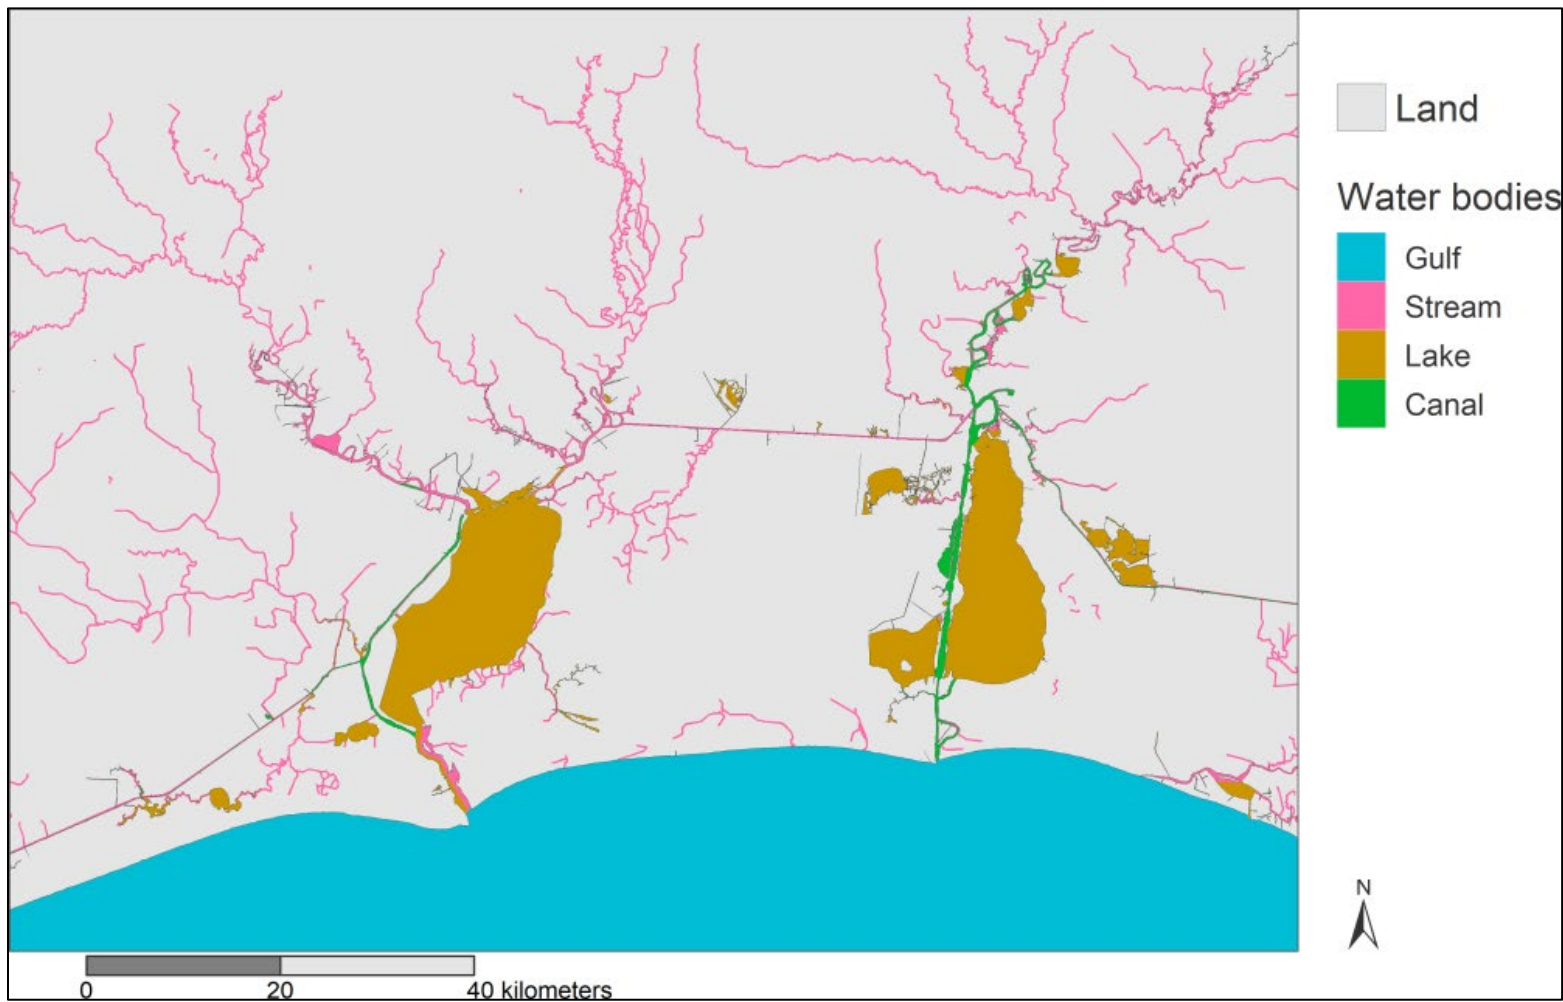 Land
Water bodies
Gulf
Stream
Lake
Canal
N
0 20 40 kilometers